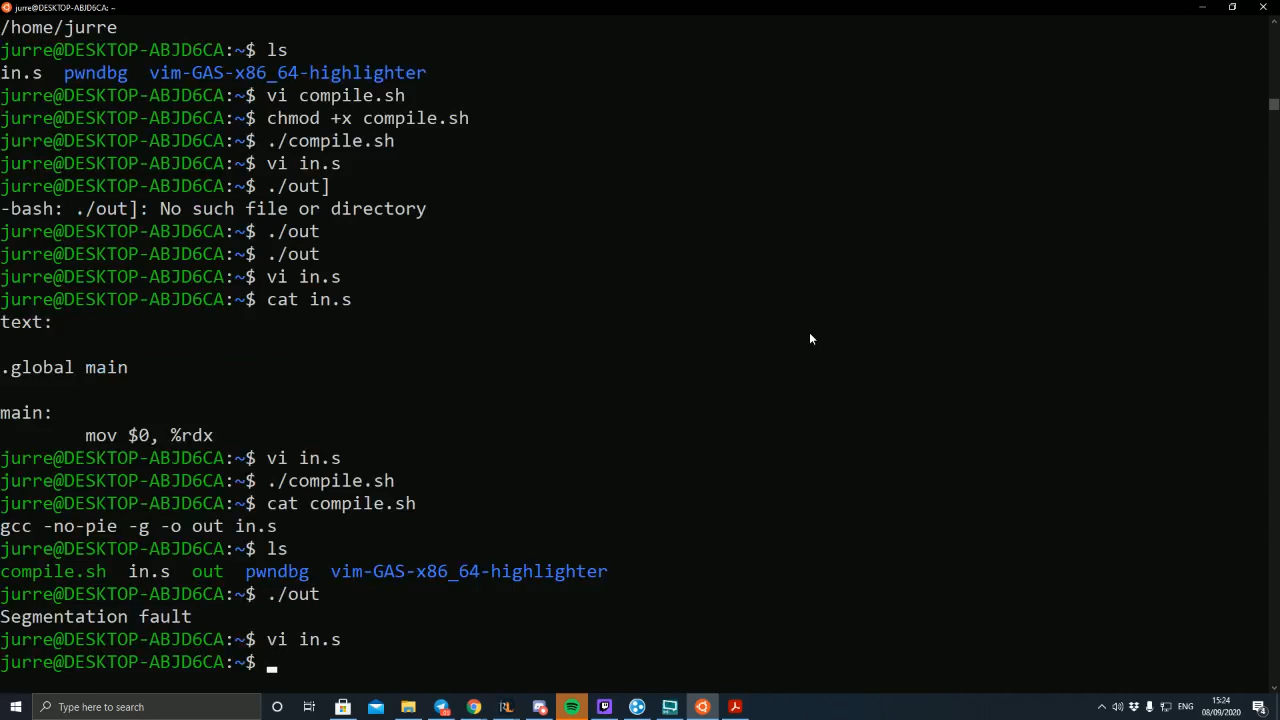 jurre@DESKTOP-ABJD6CA: ~
/home/jurre
jurre@DESKTOP-ABJD6CA:~$ ls
in.s  pwndbg  vim-GAS-x86_64-highlighter
jurre@DESKTOP-ABJD6CA:~$ vi compile.sh
jurre@DESKTOP-ABJD6CA:~$ chmod +x compile.sh
jurre@DESKTOP-ABJD6CA:~$ ./compile.sh
jurre@DESKTOP-ABJD6CA:~$ vi in.s
jurre@DESKTOP-ABJD6CA:~$ ./out]
-bash: ./out]: No such file or directory
jurre@DESKTOP-ABJD6CA:~$ ./out
jurre@DESKTOP-ABJD6CA:~$ ./out
jurre@DESKTOP-ABJD6CA:~$ vi in.s
jurre@DESKTOP-ABJD6CA:~$ cat in.s
text:
.global main
main:
        mov $0, %rdx
jurre@DESKTOP-ABJD6CA:~$ vi in.s
jurre@DESKTOP-ABJD6CA:~$ ./compile.sh
jurre@DESKTOP-ABJD6CA:~$ cat compile.sh
gcc -no-pie -g -o out in.s
jurre@DESKTOP-ABJD6CA:~$ ls
compile.sh  in.s  out  pwndbg  vim-GAS-x86_64-highlighter
jurre@DESKTOP-ABJD6CA:~$ ./out
Segmentation fault
jurre@DESKTOP-ABJD6CA:~$ vi in.s
jurre@DESKTOP-ABJD6CA:~$
Type here to search
ENG
15:24
08/09/2020